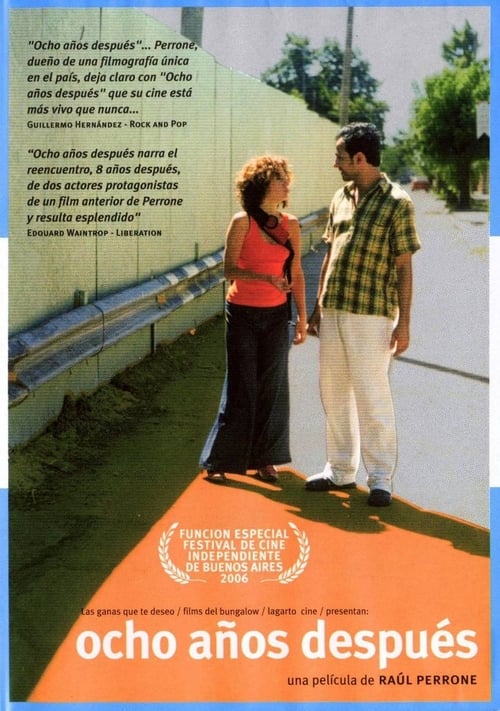 "Ocho años después"... Perrone,
dueño de una filmografía única
en el país, deja claro con "Ocho
años después" que su cine está
más vivo que nunca...
GUILLERMO HERNÁNDEZ - ROCK AND POP
"Ocho años después narra el
reencuentro, 8 años después,
de dos actores protagonistas
de un film anterior de Perrone
y resulta esplendido"
EDOUARD WAINTROP - LIBERATION
FUNCION ESPECIAL
FESTIVAL DE CINE
INDEPENDIENTE
DE BUENOS AIRES
2006
Las ganas que te deseo / films del bungalow / lagarto cine / presentan:
ocho años después
una película de RAÚL PERRONE